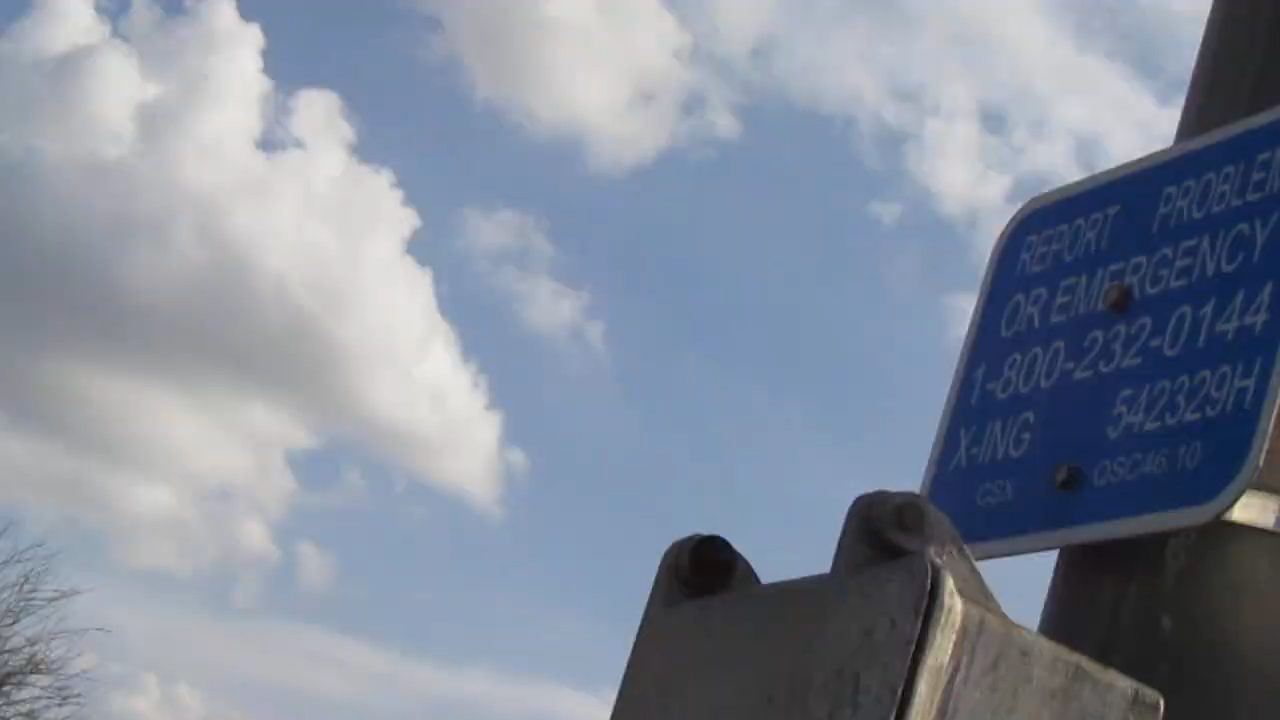 REPORT PROBLEM
OR EMERGENCY
1-800-232-0144
X-ING 542329H
CSX QSC46.10